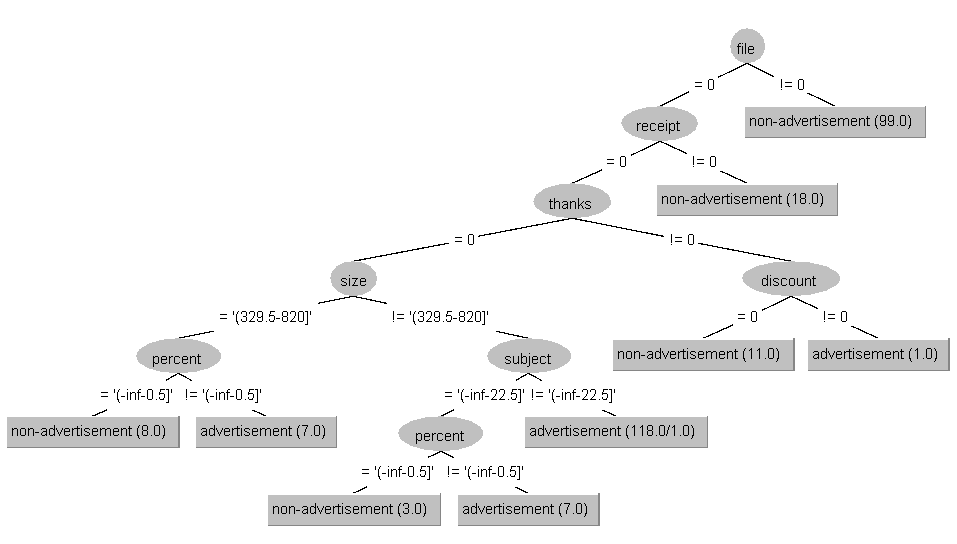 file
= 0
!= 0
receipt
non-advertisement (99.0)
= 0
!= 0
thanks
non-advertisement (18.0)
= 0
!= 0
size
discount
= '(329.5-820]'
!= '(329.5-820]'
= 0
!= 0
percent
subject
non-advertisement (11.0)
advertisement (1.0)
= '(-inf-0.5]'
!= '(-inf-0.5]'
= '(-inf-22.5]'
!= '(-inf-22.5]'
non-advertisement (8.0)
advertisement (7.0)
percent
advertisement (118.0/1.0)
= '(-inf-0.5]'
!= '(-inf-0.5]'
non-advertisement (3.0)
advertisement (7.0)